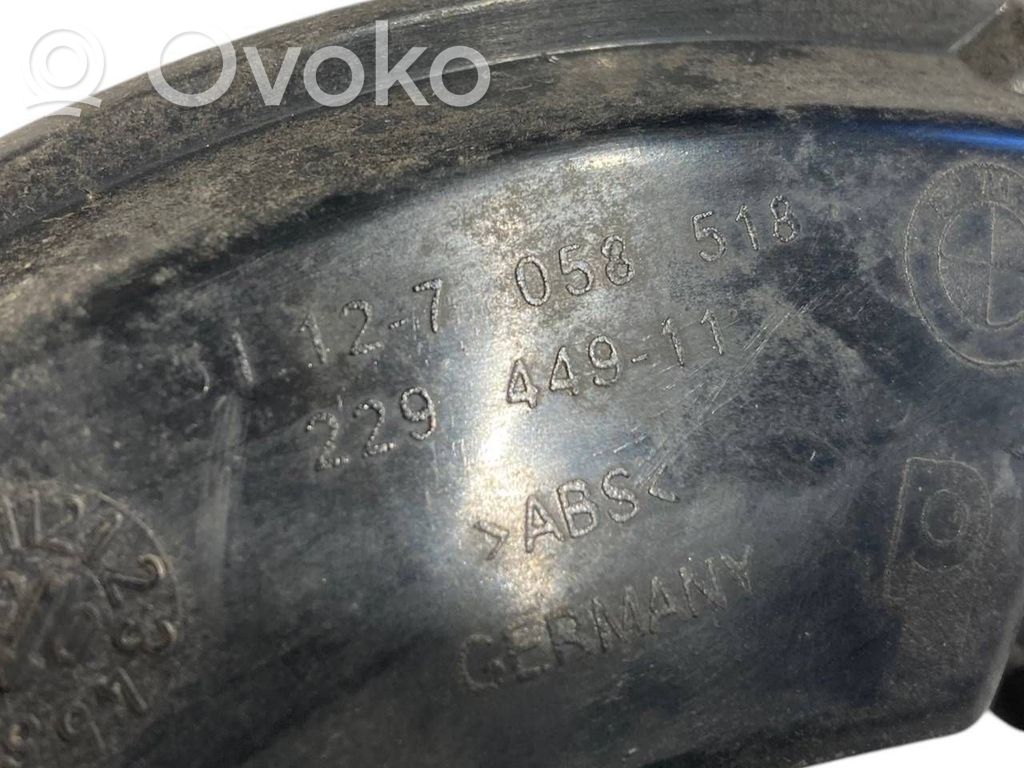 Ovoko
51 12-7 058 518
229 449-11
>ABS<
GERMANY